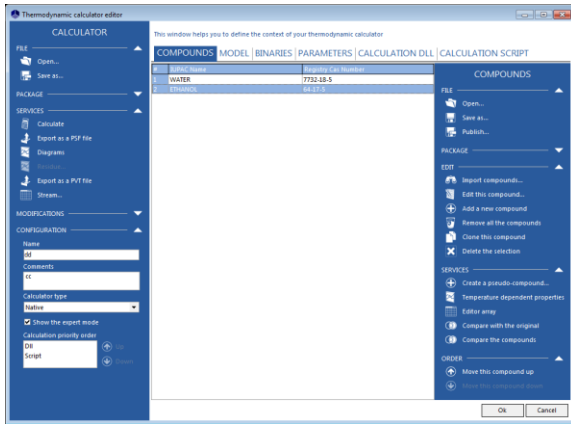 Thermodynamic calculator editor
CALCULATOR
FILE
Open...
Save as...
PACKAGE
SERVICES
Calculate
Export as a PSF file
Diagrams
Residue...
Export as a PVT file
Stream...
MODIFICATIONS
CONFIGURATION
Name
dd
Comments
cc
Calculator type
Native
Show the expert mode
Calculation priority order
Dll
Script
Up
Down
This window helps you to define the context of your thermodynamic calculator
COMPOUNDS MODEL BINARIES PARAMETERS CALCULATION DLL CALCULATION SCRIPT
# IUPAC Name Registry Cas Number
1 WATER 7732-18-5
2 ETHANOL 64-17-5
COMPOUNDS
FILE
Open...
Save as...
Publish...
PACKAGE
EDIT
Import compounds...
Edit this compound...
Add a new compound
Remove all the compounds
Clone this compound
Delete the selection
SERVICES
Create a pseudo-compound...
Temperature dependent properties
Editor array
Compare with the original
Compare the compounds
ORDER
Move this compound up
Move this compound down
Ok Cancel